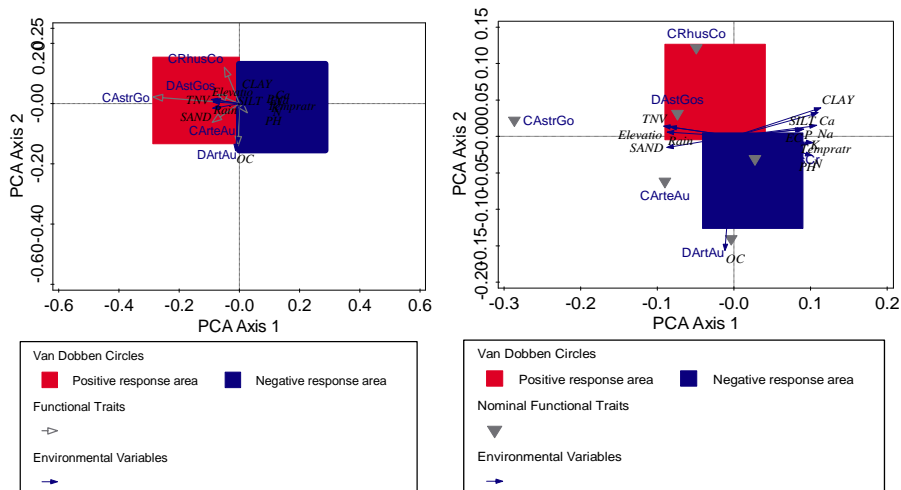 0.25
0.20
-0.00
-0.20
-0.40
-0.60
PCA Axis 2
CRhusCo
CLAY
DAstGos
CAstrGo
TNV
Elevatio
SILT
Ca
Rain
Tempratr
SAND
PH
CArteAu
DArtAu
OC
-0.6
-0.4
-0.2
-0.0
0.2
0.4
0.6
PCA Axis 1
Van Dobben Circles
Positive response area
Negative response area
Functional Traits
Environmental Variables
0.15
0.10
0.05
-0.00
-0.05
-0.10
-0.15
-0.20
PCA Axis 2
CRhusCo
DAstGos
CLAY
CAstrGo
TNV
SILT
Ca
Elevatio
P
Na
Rain
SAND
K
Tempratr
PH
N
CArteAu
DArtAu
OC
-0.3
-0.2
-0.1
-0.0
0.1
0.2
PCA Axis 1
Van Dobben Circles
Positive response area
Negative response area
Nominal Functional Traits
Environmental Variables